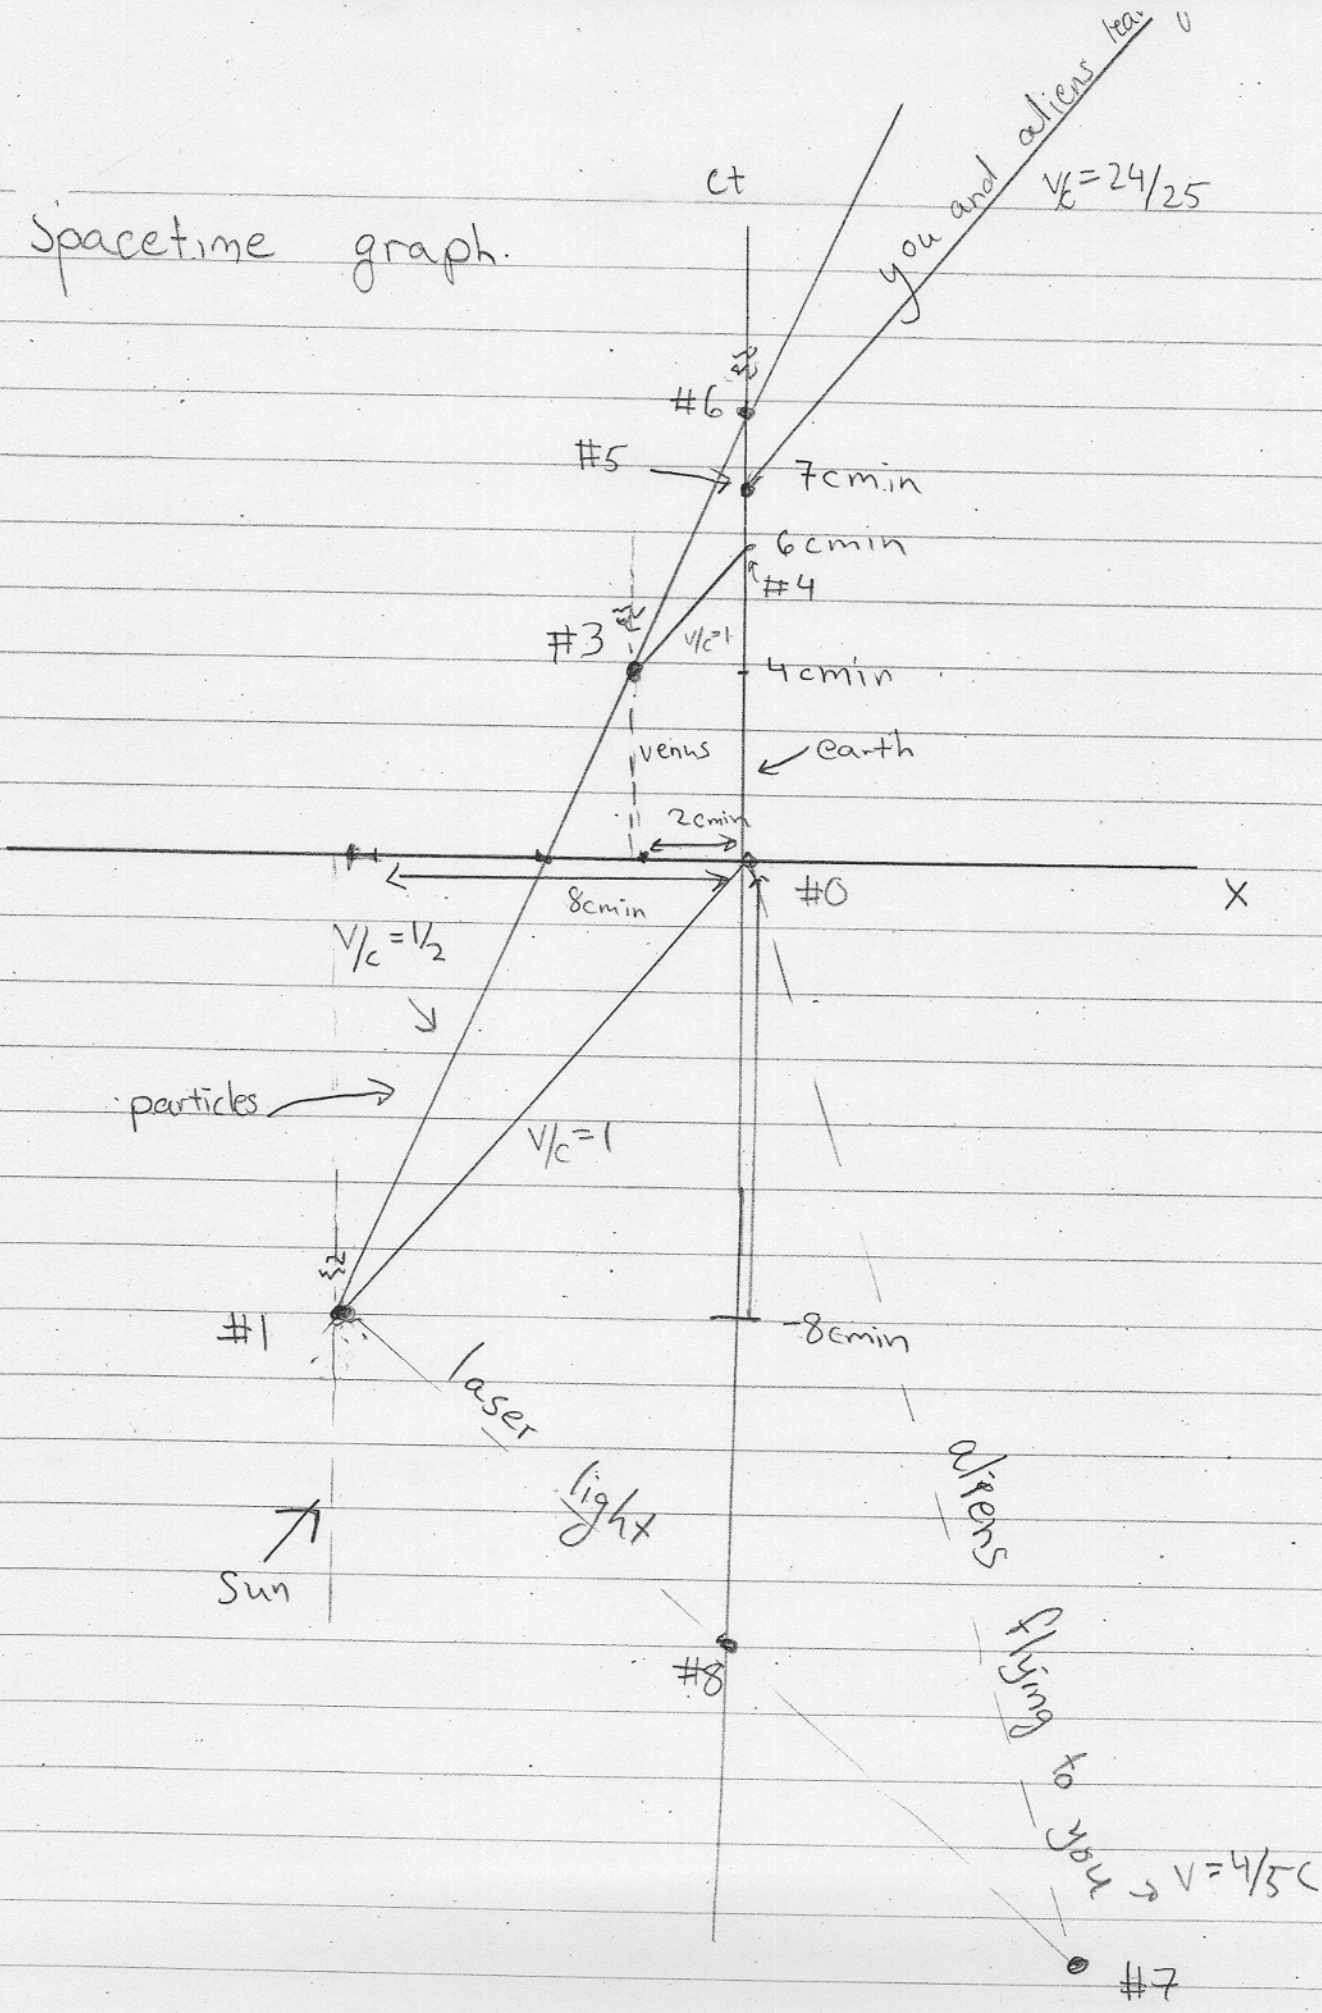 you and aliens
ct
v/c = 24/25
Spacetime graph.
#6
#5
7cmin
6cmin
#4
#3
v/c=1
4cmin
venus
earth
2cmin
#0
8cmin
X
V/c = 1/2
particles
V/c = 1
#1
-8cmin
laser
light
aliens
Sun
flying
#8
to
you → V = 4/5 c
#7